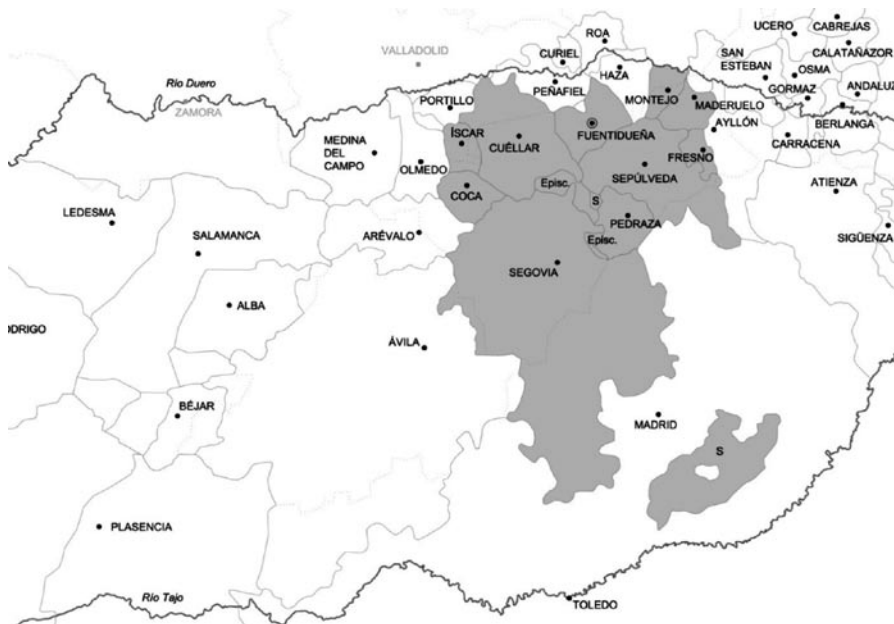 ROA
UCERO
CABREJAS
VALLADOLID
CURIEL
SAN
ESTEBAN
CALATAÑAZOR
OSMA
HAZA
GORMAZ
ANDALUZ
Río Duero
PEÑAFIEL
MONTEJO
MADERUELO
BERLANGA
ZAMORA
PORTILLO
AYLLÓN
CARRACENA
MEDINA
DEL
CAMPO
ÍSCAR
CUÉLLAR
FUENTIDUEÑA
FRESNO
OLMEDO
SEPÚLVEDA
ATIENZA
COCA
Episc.
S
LEDESMA
PEDRAZA
SALAMANCA
ARÉVALO
Episc.
SIGÜENZA
SEGOVIA
ALBA
ODRIGO
ÁVILA
BÉJAR
MADRID
S
PLASENCIA
Río Tajo
TOLEDO